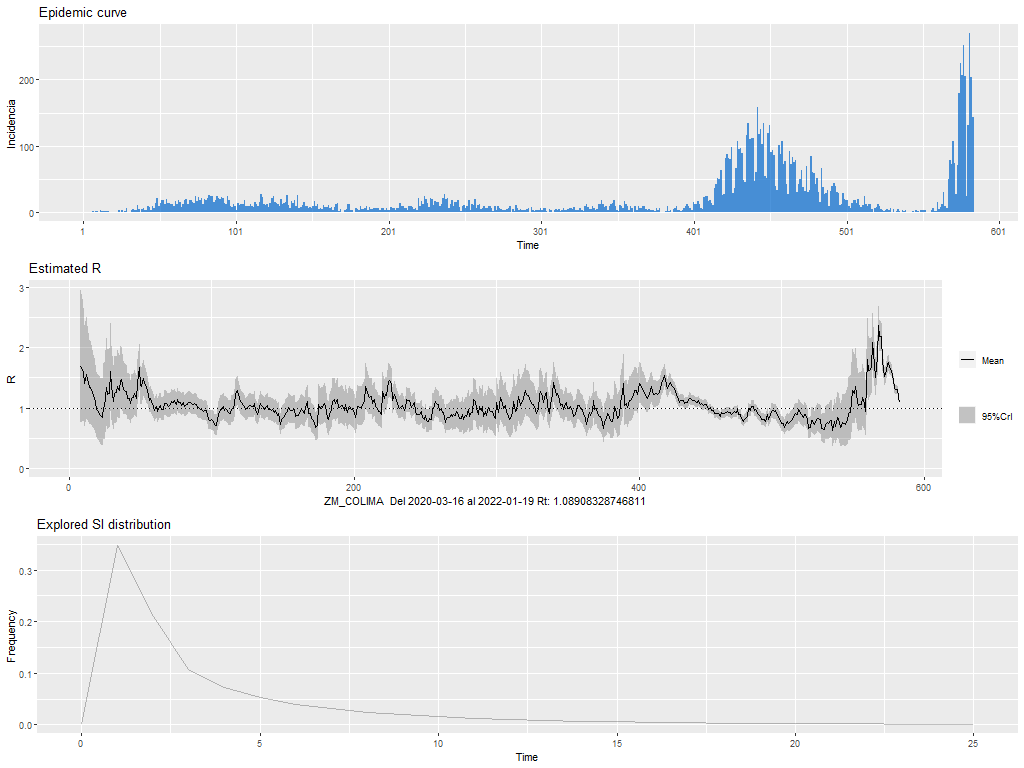 Epidemic curve
Incidencia
200
100
0
1
101
201
301
401
501
601
Time
Estimated R
R
3
2
1
0
0
200
400
600
Mean
95%CrI
ZM_COLIMA Del 2020-03-16 al 2022-01-19 Rt: 1.08908328746811
Explored SI distribution
Frequency
0.3
0.2
0.1
0.0
0
5
10
15
20
25
Time